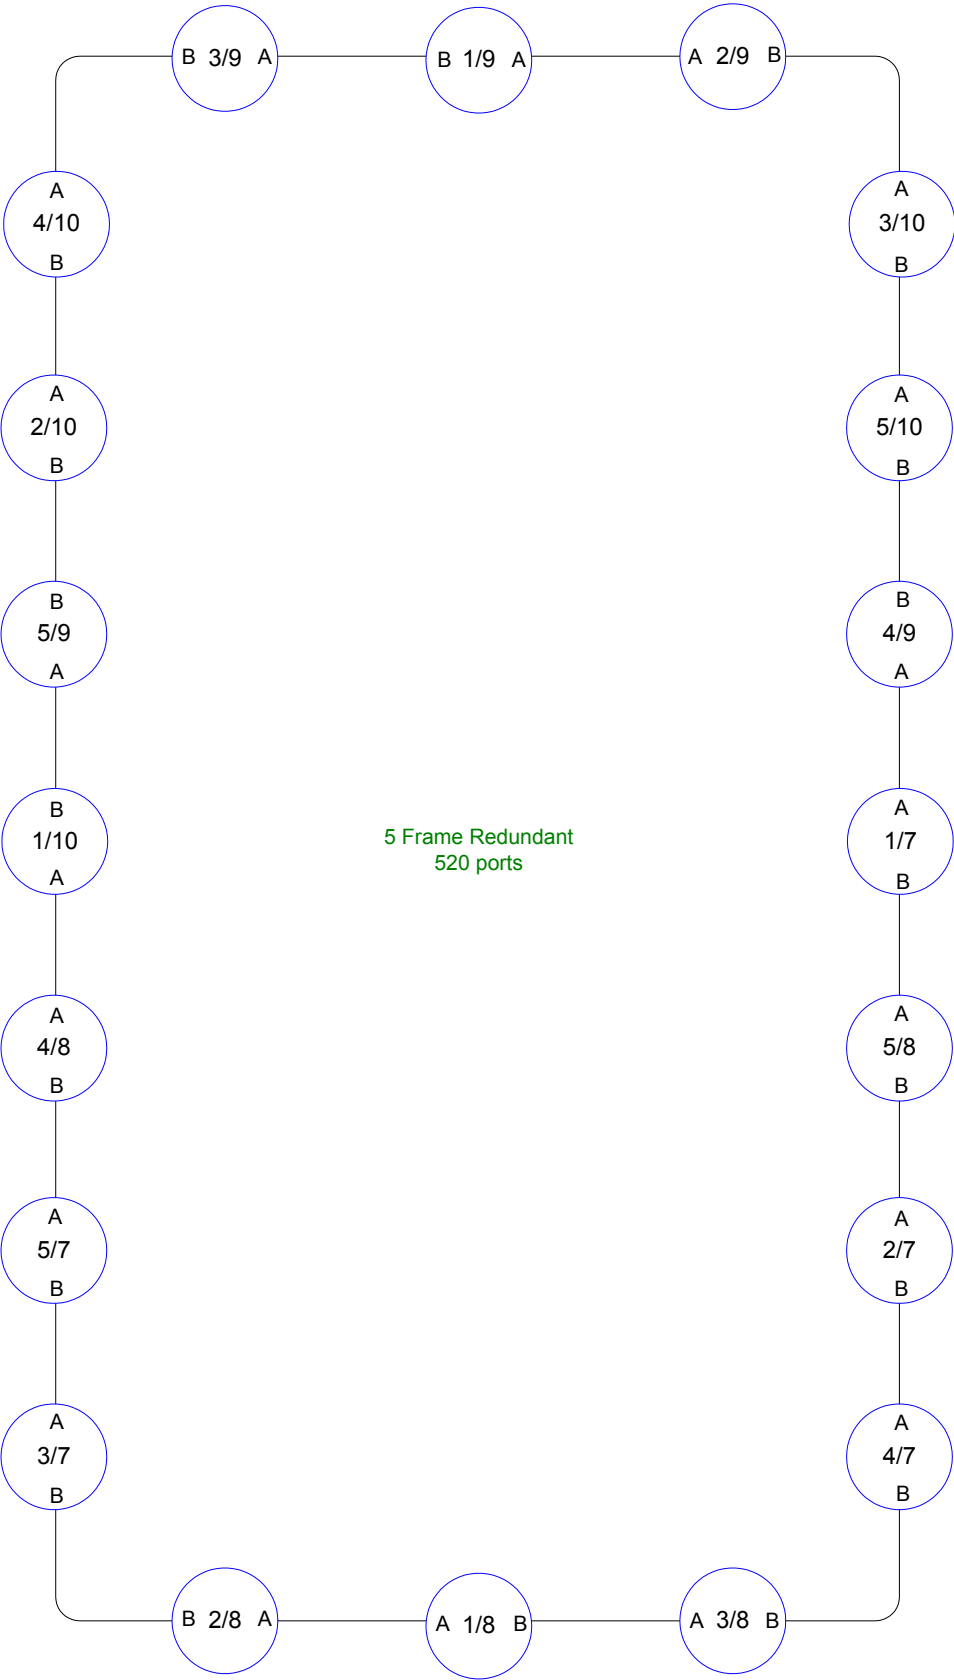 B 3/9 A
B 1/9 A
A 2/9 B
A
4/10
B
A
3/10
B
A
2/10
B
A
5/10
B
B
5/9
A
B
4/9
A
B
1/10
A
5 Frame Redundant
520 ports
A
1/7
B
A
4/8
B
A
5/8
B
A
5/7
B
A
2/7
B
A
3/7
B
A
4/7
B
B 2/8 A
A 1/8 B
A 3/8 B